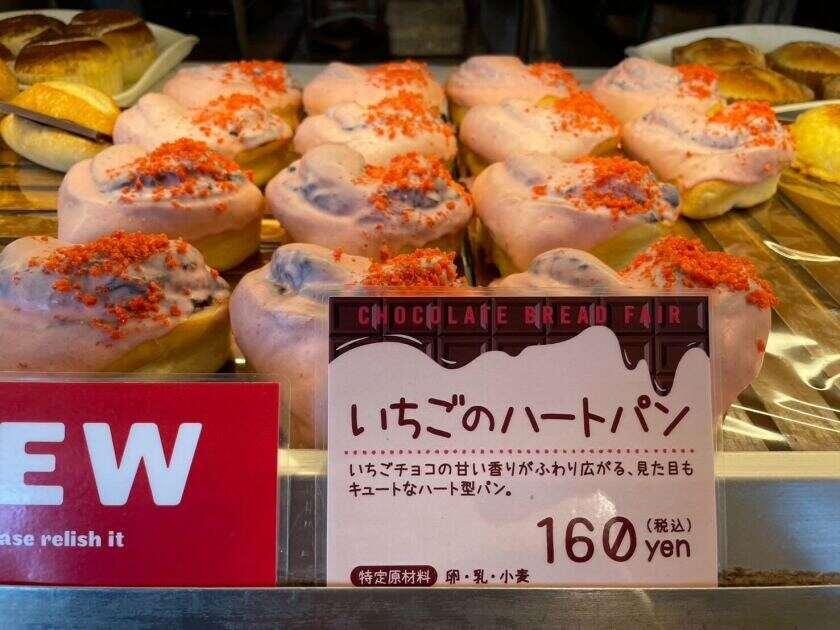 CHOCOLATE BREAD FAIR
いちごのハートパン
いちごチョコの甘い香りがふわり広がる、見た目も
キュートなハート型パン。
160 (税込) yen
特定原材料 卵・乳・小麦
EW
ase relish it